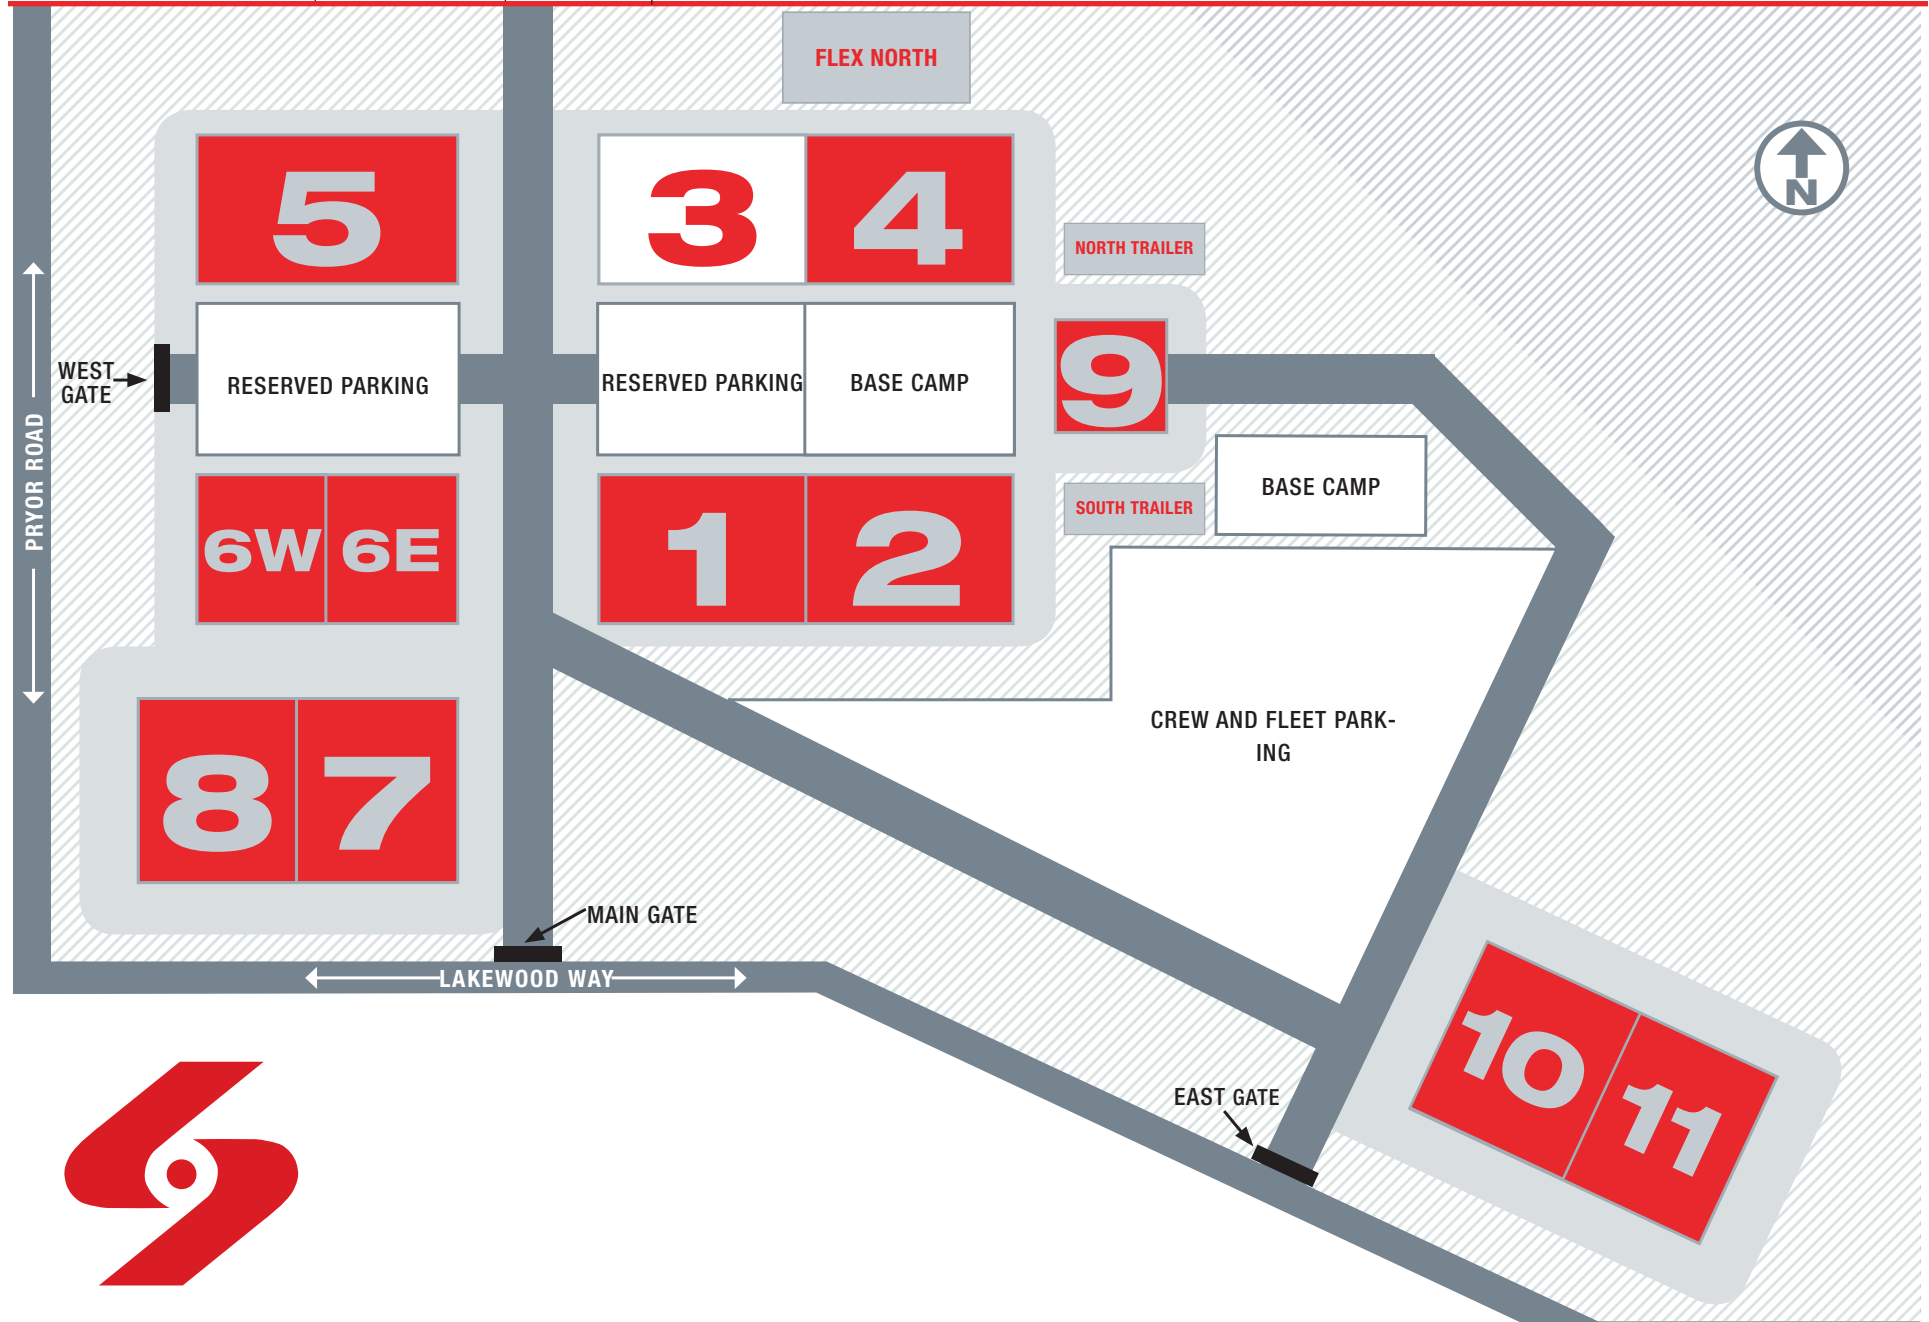 FLEX NORTH
5
3
4
N
NORTH TRAILER
WEST
GATE
RESERVED PARKING
RESERVED PARKING
BASE CAMP
9
PRYOR ROAD
BASE CAMP
SOUTH TRAILER
6W
6E
1
2
CREW AND FLEET PARK-
ING
8
7
MAIN GATE
LAKEWOOD WAY
10
11
EAST GATE